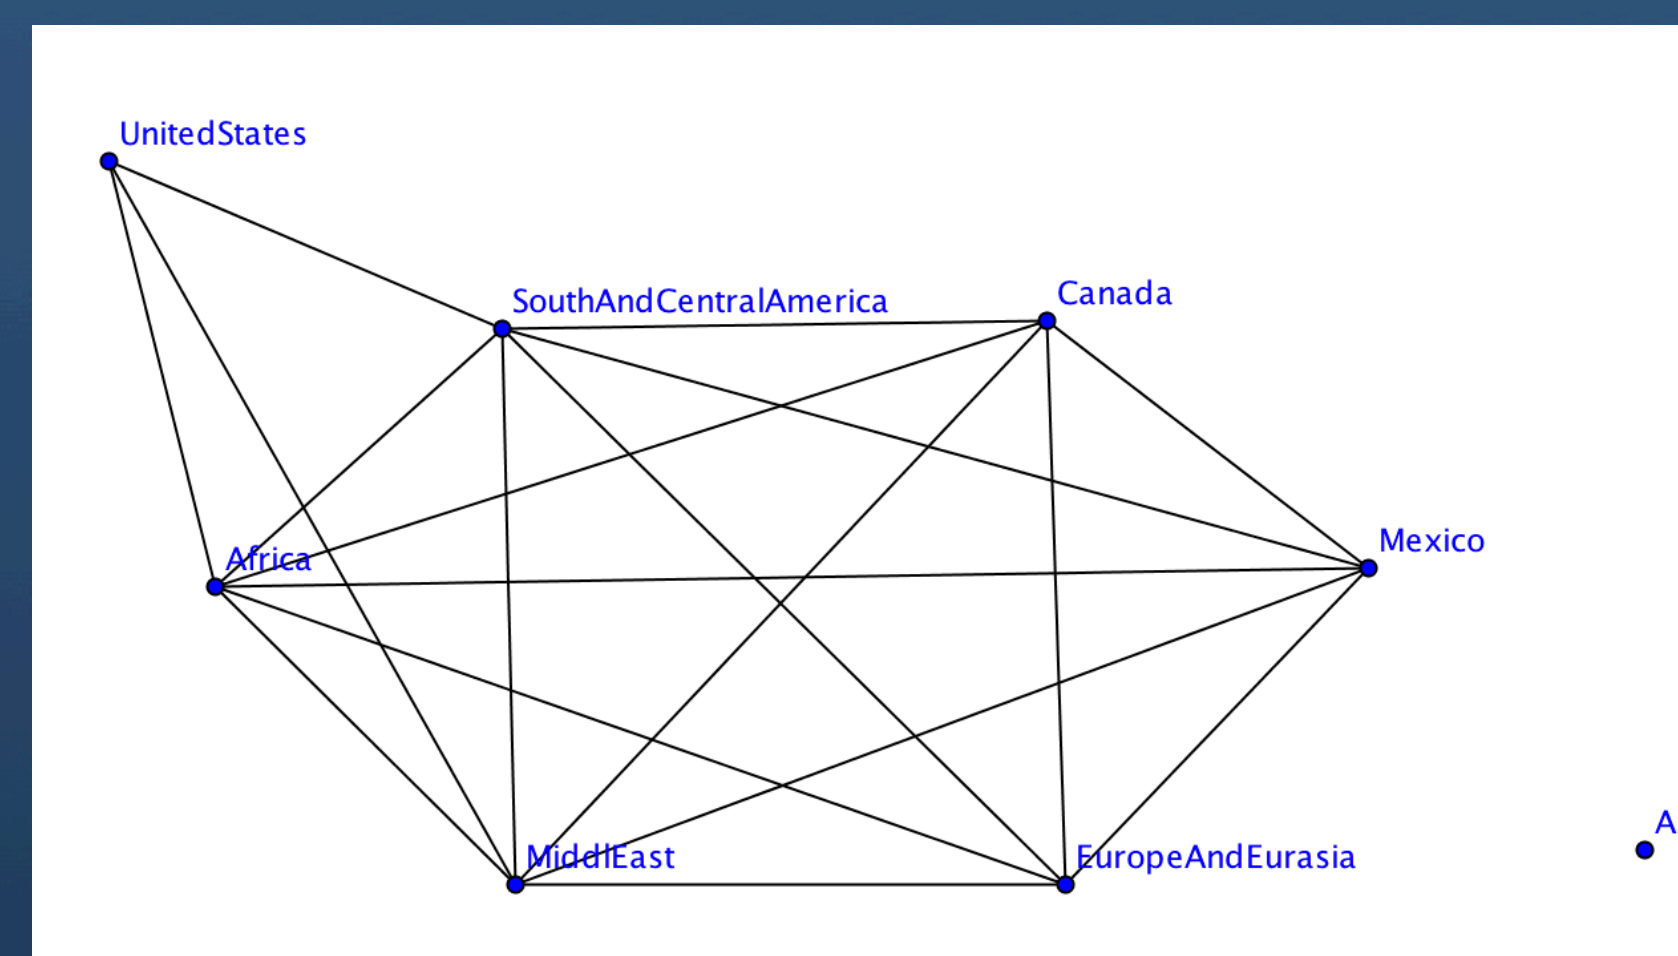 UnitedStates
SouthAndCentralAmerica
Canada
Mexico
Africa
A
MiddlEast
EuropeAndEurasia